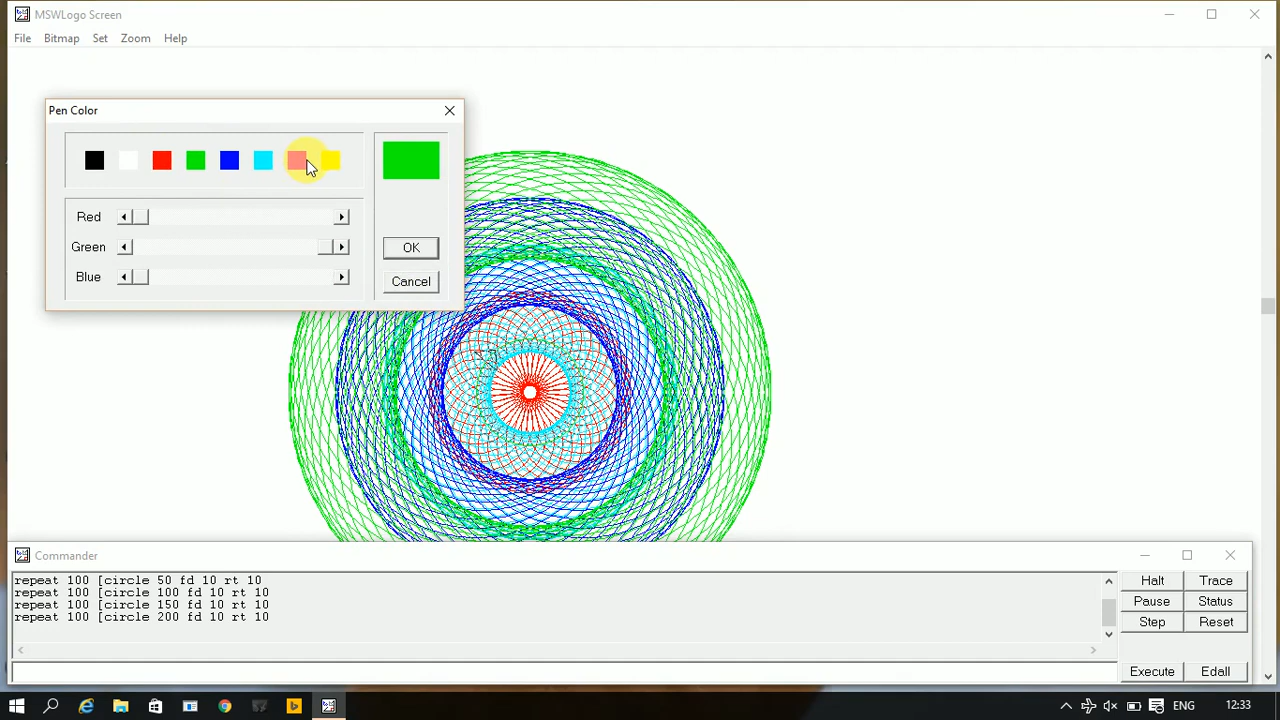 MSWLogo Screen
File Bitmap Set Zoom Help
Pen Color
Red
Green
Blue
OK
Cancel
Commander
repeat 100 [circle 50 fd 10 rt 10
repeat 100 [circle 100 fd 10 rt 10
repeat 100 [circle 150 fd 10 rt 10
repeat 100 [circle 200 fd 10 rt 10
Halt Trace
Pause Status
Step Reset
Execute Edall
ENG 12:33